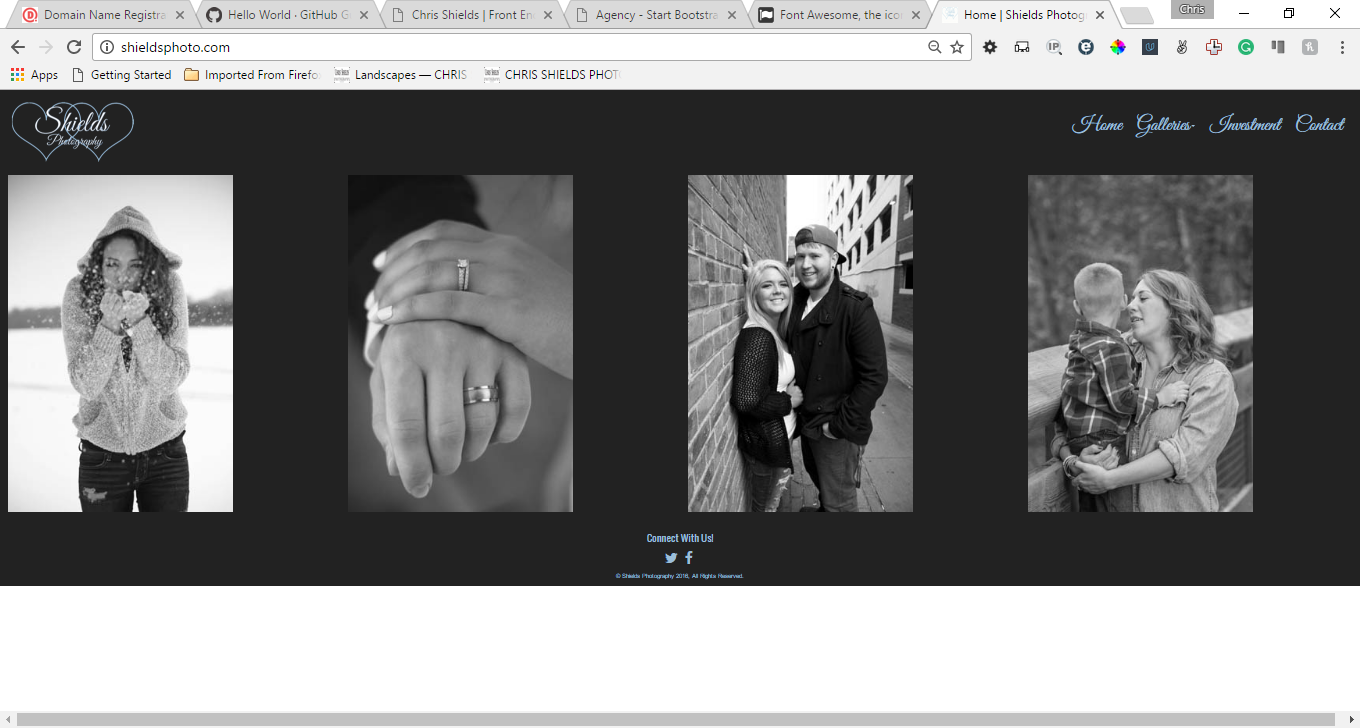 Chris
Domain Name Registra
Hello World · GitHub G
Chris Shields | Front En
Agency - Start Bootstra
Font Awesome, the ico
Home | Shields Photog
shieldsphoto.com
Apps
Getting Started
Imported From Firefo
Landscapes — CHRIS
CHRIS SHIELDS PHOT
Shields
Photography
Home Galleries Investment Contact
Connect With Us!
© Shields Photography 2016, All Rights Reserved.